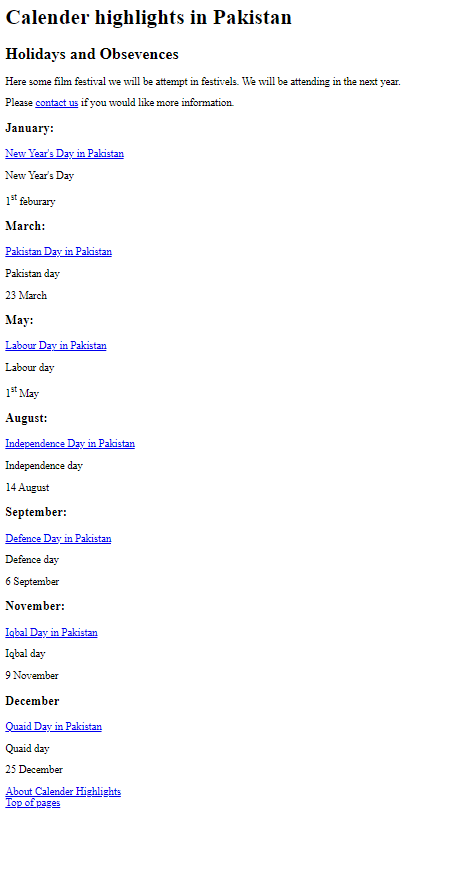 Calender highlights in Pakistan
Holidays and Obsevences
Here some film festival we will be attempt in festivels. We will be attending in the next year.
Please contact us if you would like more information.
January:
New Year's Day in Pakistan
New Year's Day
1st feburary
March:
Pakistan Day in Pakistan
Pakistan day
23 March
May:
Labour Day in Pakistan
Labour day
1st May
August:
Independence Day in Pakistan
Independence day
14 August
September:
Defence Day in Pakistan
Defence day
6 September
November:
Iqbal Day in Pakistan
Iqbal day
9 November
December
Quaid Day in Pakistan
Quaid day
25 December
About Calender Highlights
Top of pages